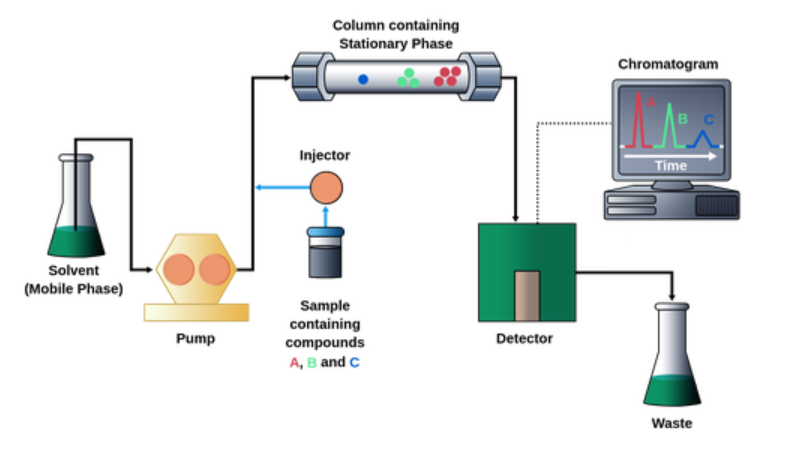 Column containing
Stationary Phase
Chromatogram
A
B
C
Time
Injector
Solvent
(Mobile Phase)
Pump
Sample
containing
compounds
A, B and C
Detector
Waste